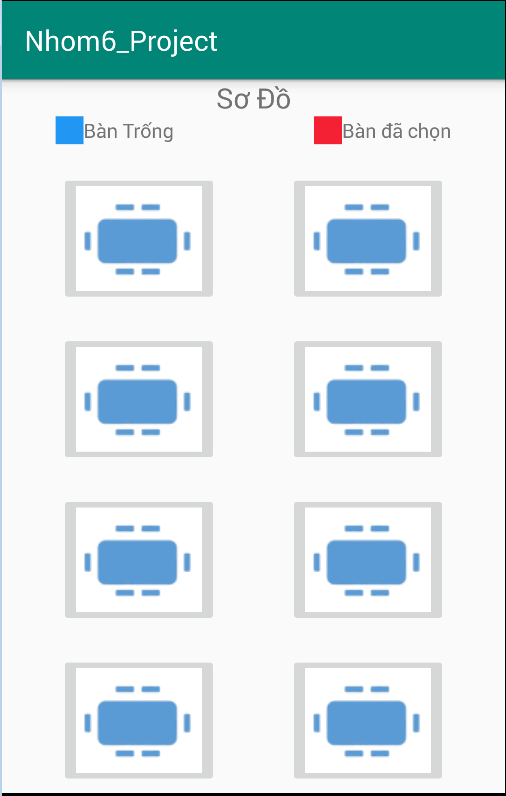 Nhom6_Project
Sơ Đồ
Bàn Trống
Bàn đã chọn